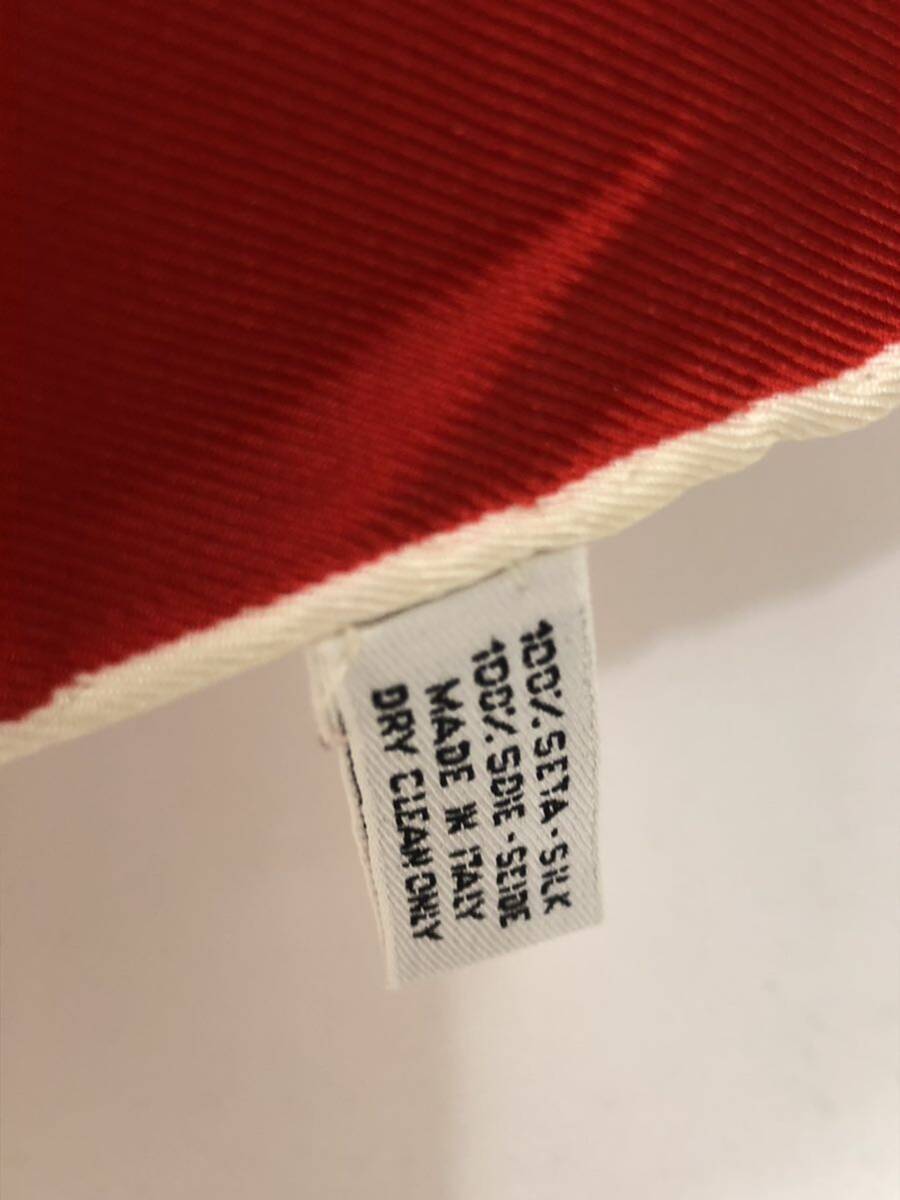 100% SETA · SILK
100% SOIE · SEIDE
MADE IN ITALY
DRY CLEAN ONLY